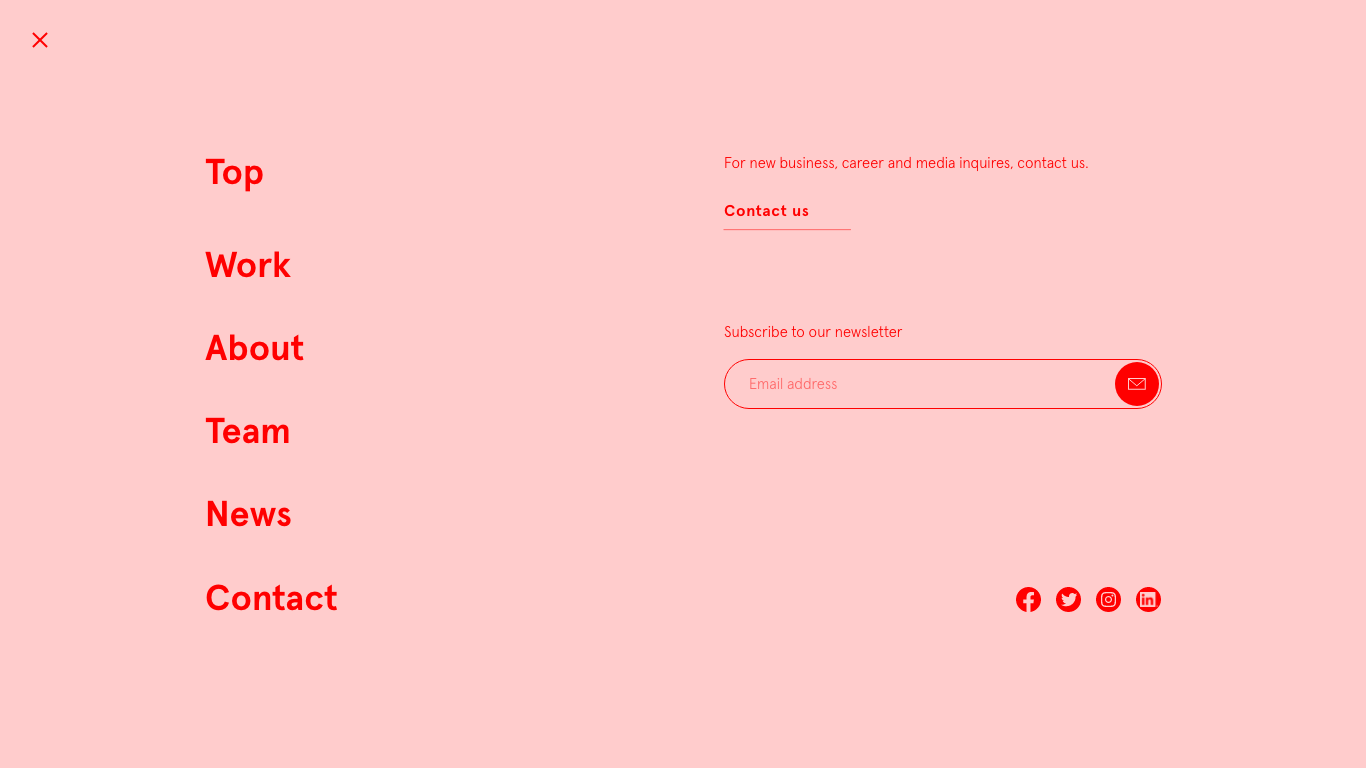 Top
Work
About
Team
News
Contact
For new business, career and media inquires, contact us.
Contact us
Subscribe to our newsletter
Email address